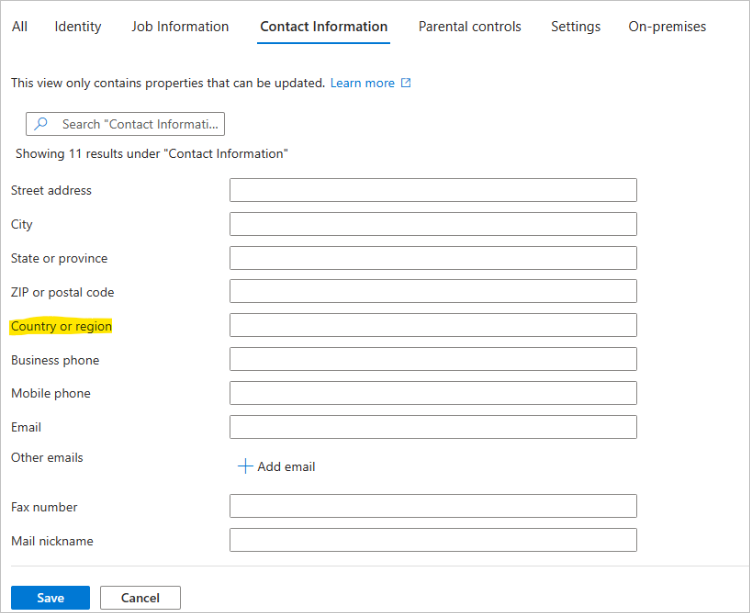 All Identity Job Information Contact Information Parental controls Settings On-premises
This view only contains properties that can be updated. Learn more
Search "Contact Informati...
Showing 11 results under "Contact Information"
Street address
City
State or province
ZIP or postal code
Country or region
Business phone
Mobile phone
Email
Other emails
Add email
Fax number
Mail nickname
Save Cancel